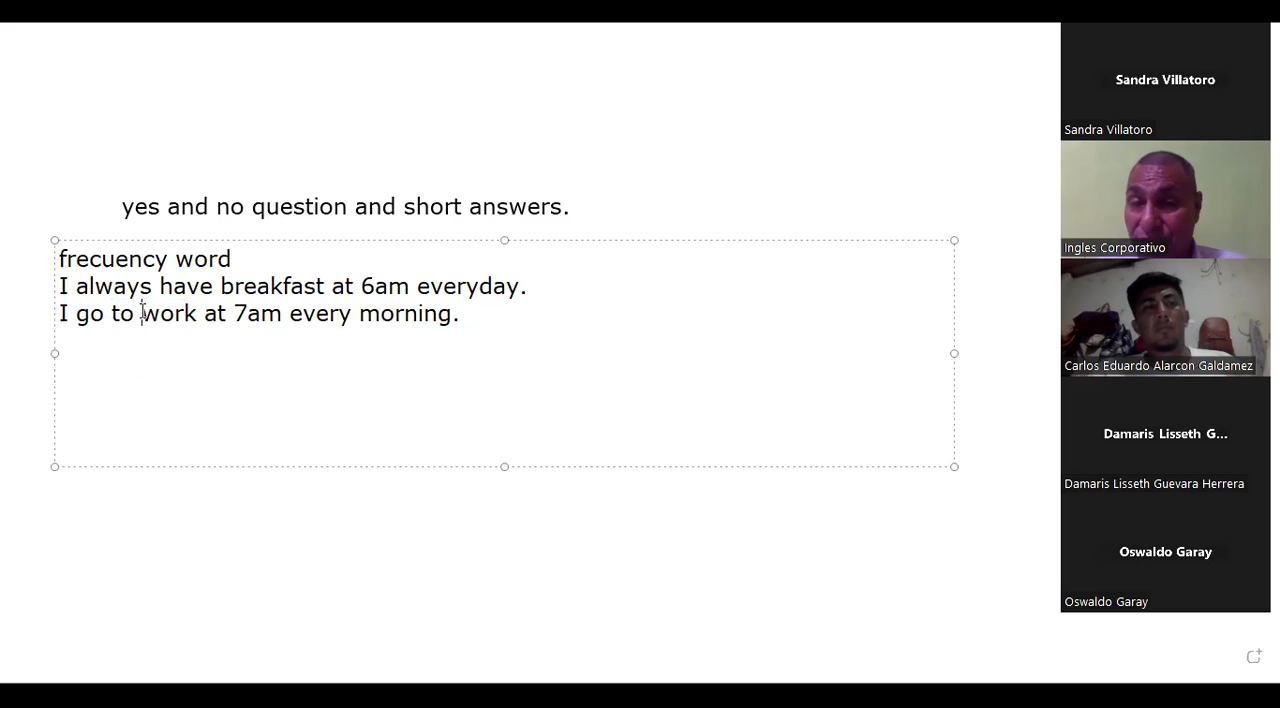 yes and no question and short answers.
frecuency word
I always have breakfast at 6am everyday.
I go to work at 7am every morning.
Sandra Villatoro
Sandra Villatoro
Ingles Corporativo
Carlos Eduardo Alarcon Galdamez
Damaris Lisseth G...
Damaris Lisseth Guevara Herrera
Oswaldo Garay
Oswaldo Garay